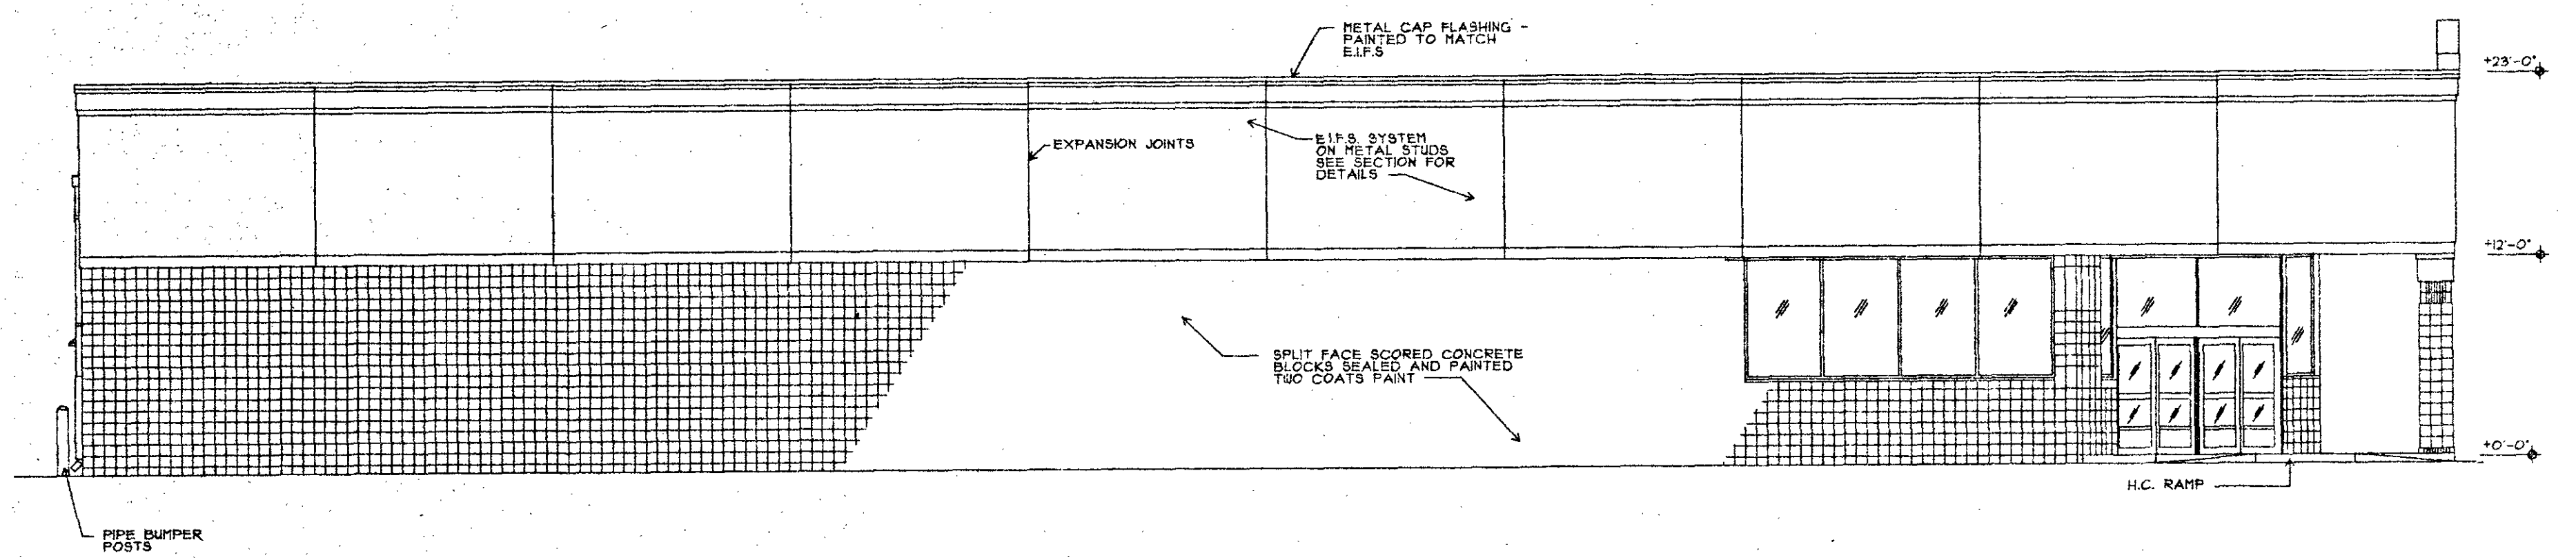 METAL CAP FLASHING -
PAINTED TO MATCH
E.I.F.S
+23'-0"
EXPANSION JOINTS
E.I.F.S. SYSTEM
ON METAL STUDS
SEE SECTION FOR
DETAILS
+12'-0"
SPLIT FACE SCORED CONCRETE
BLOCKS SEALED AND PAINTED
TWO COATS PAINT
+0'-0"
H.C. RAMP
PIPE BUMPER
POSTS